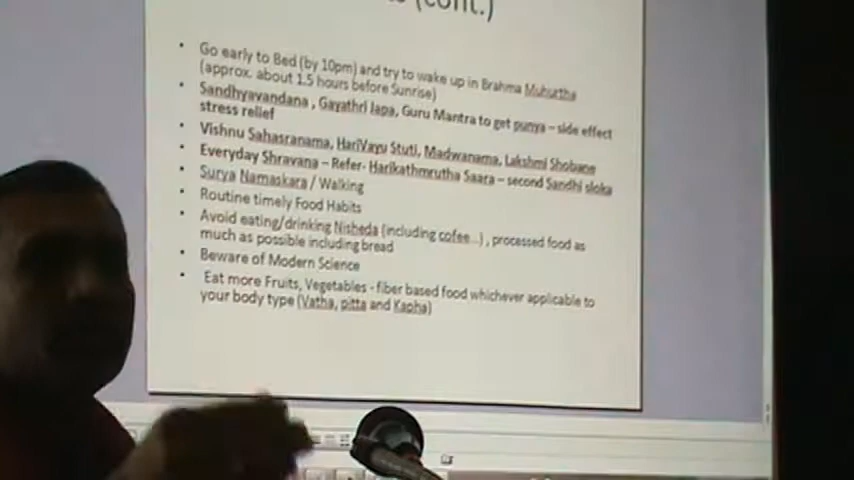 (cont.)
• Go early to Bed (by 10pm) and try to wake up in Brahma Muhurtha
(approx. about 1.5 hours before Sunrise)
• Sandhyavandana , Gayathri Japa, Guru Mantra to get punya – side effect
stress relief
• Vishnu Sahasranama, HariVayu Stuti, Madwanama, Lakshmi Shobane
• Everyday Shravana – Refer- Harikathmrutha Saara – second Sandhi sloka
• Surya Namaskara / Walking
• Routine timely Food Habits
• Avoid eating/drinking Nisheda (including cofee...) , processed food as
much as possible including bread
• Beware of Modern Science
• Eat more Fruits, Vegetables - fiber based food whichever applicable to
your body type (Vatha, pitta and Kapha)